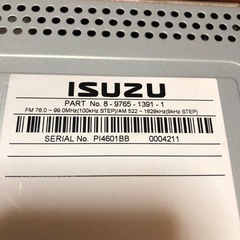 ISUZU
PART No. 8 - 9765 - 1391 - 1
FM 76.0 ~ 99.0MHz(100kHz STEP)/AM 522 ~ 1629kHz(9kHz STEP)
SERIAL No. PI4601BB 0004211